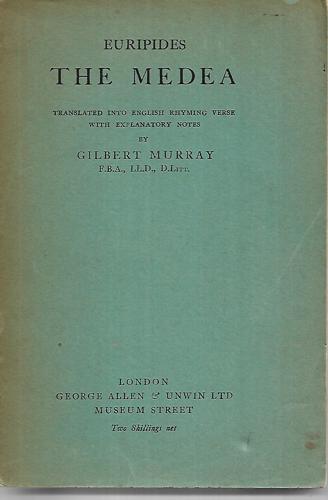 EURIPIDES
THE MEDEA
TRANSLATED INTO ENGLISH RHYMING VERSE
WITH EXPLANATORY NOTES
BY
GILBERT MURRAY
F.B.A., LL.D., D.LITT.
LONDON
GEORGE ALLEN & UNWIN LTD
MUSEUM STREET
Two Shillings net